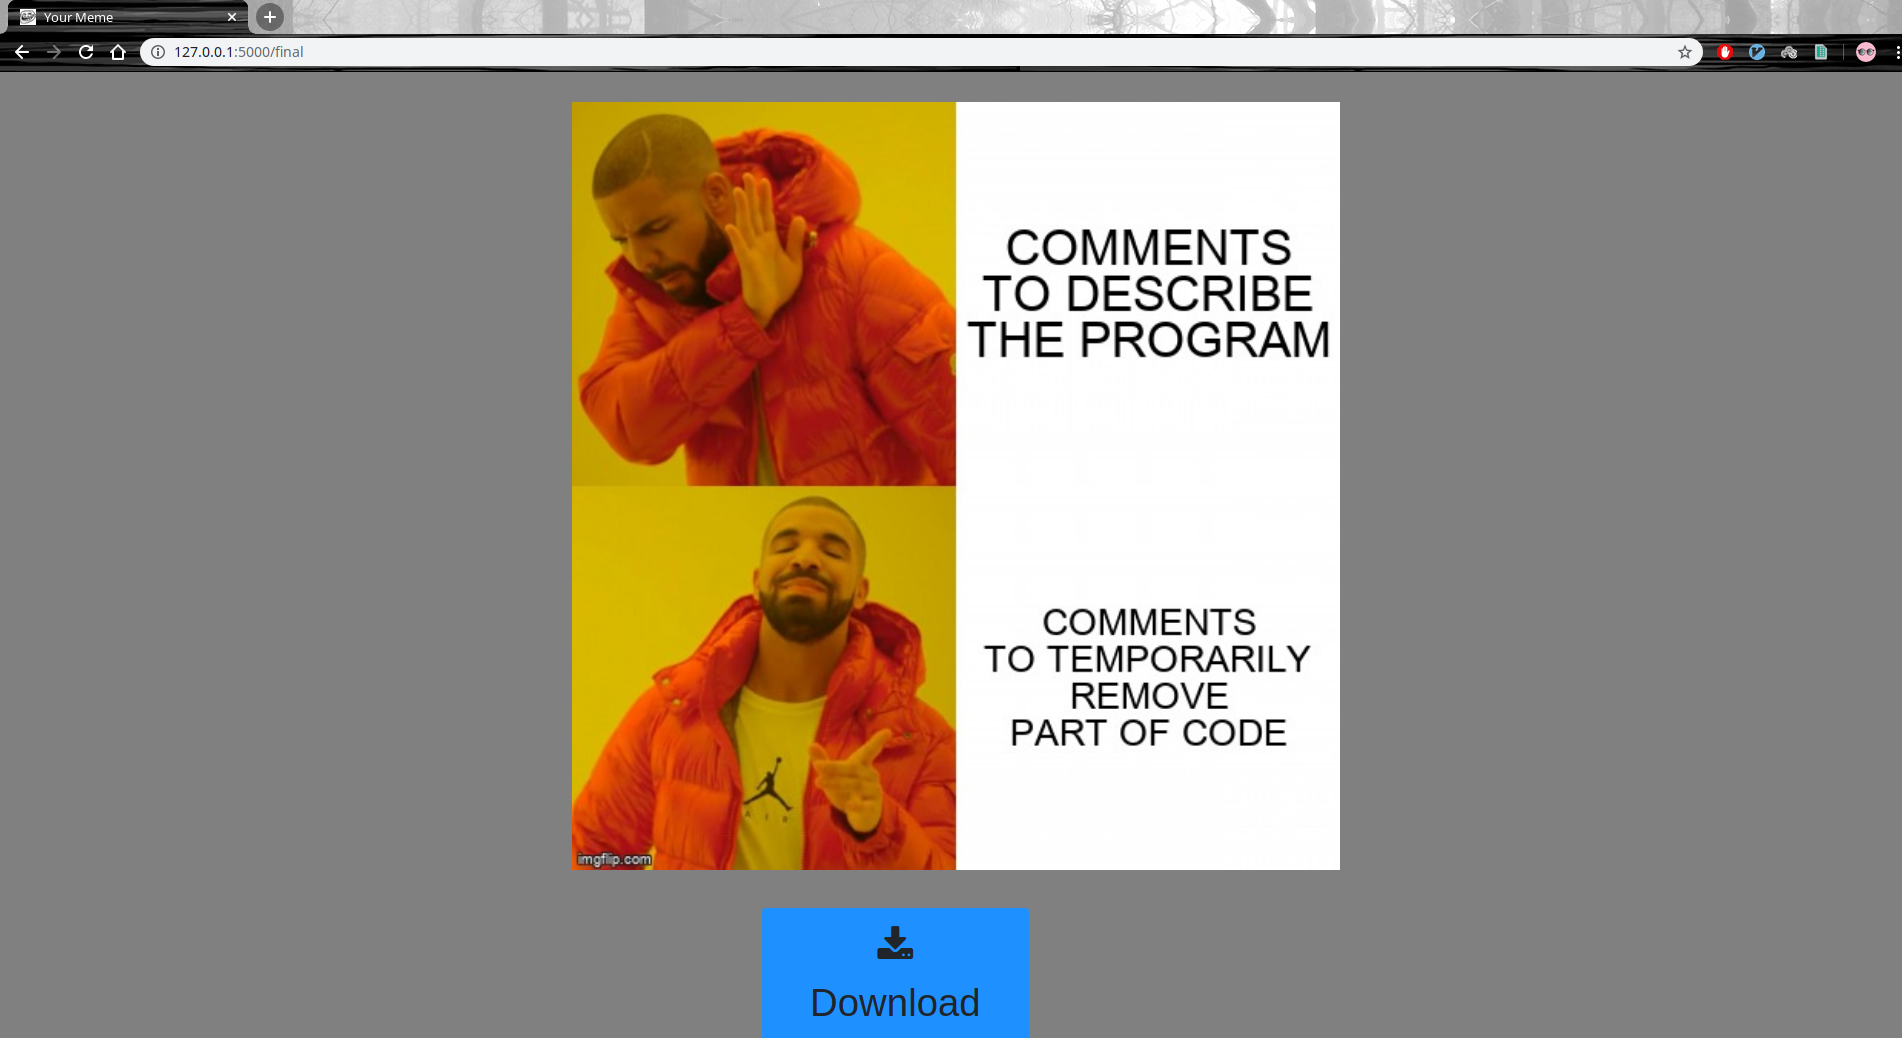 Your Meme
127.0.0.1:5000/final
COMMENTS
TO DESCRIBE
THE PROGRAM
COMMENTS
TO TEMPORARILY
REMOVE
PART OF CODE
AIR
imgflip.com
Download